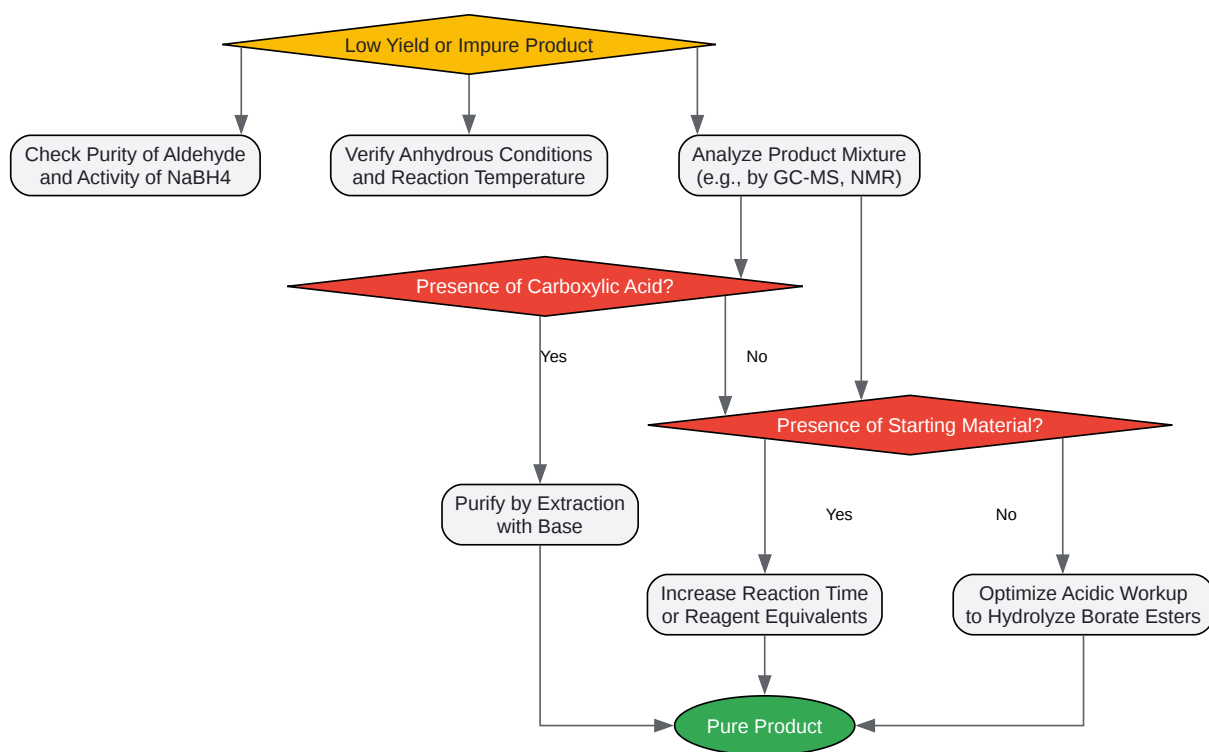 Low Yield or Impure Product
Check Purity of Aldehyde
and Activity of NaBH4
Verify Anhydrous Conditions
and Reaction Temperature
Analyze Product Mixture
(e.g., by GC-MS, NMR)
Presence of Carboxylic Acid?
Yes
No
Presence of Starting Material?
Purify by Extraction
with Base
Yes
No
Increase Reaction Time
or Reagent Equivalents
Optimize Acidic Workup
to Hydrolyze Borate Esters
Pure Product